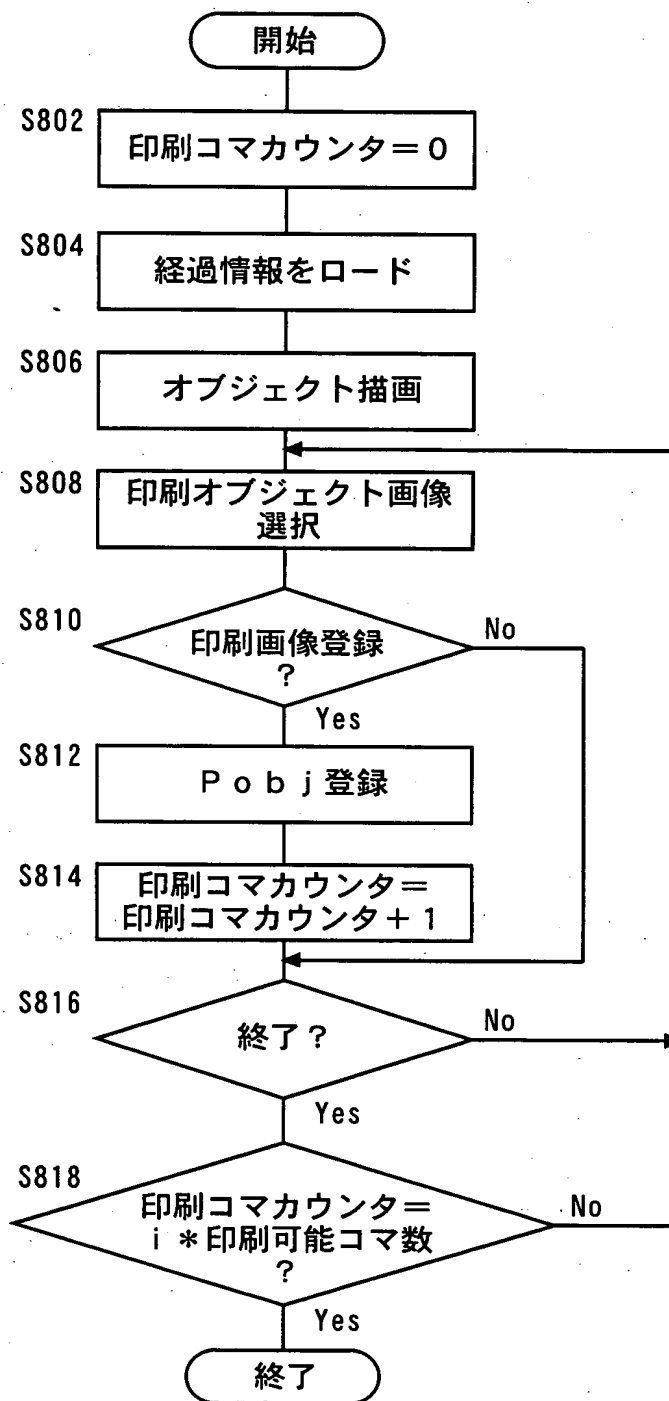 開始
S802
印刷コマカウンタ＝０
S804
経過情報をロード
S806
オブジェクト描画
S808
印刷オブジェクト画像
選択
S810
印刷画像登録
？
No
Yes
S812
Ｐｏｂｊ登録
S814
印刷コマカウンタ＝
印刷コマカウンタ＋１
S816
終了？
No
Yes
S818
印刷コマカウンタ＝
ｉ＊印刷可能コマ数
？
No
Yes
終了